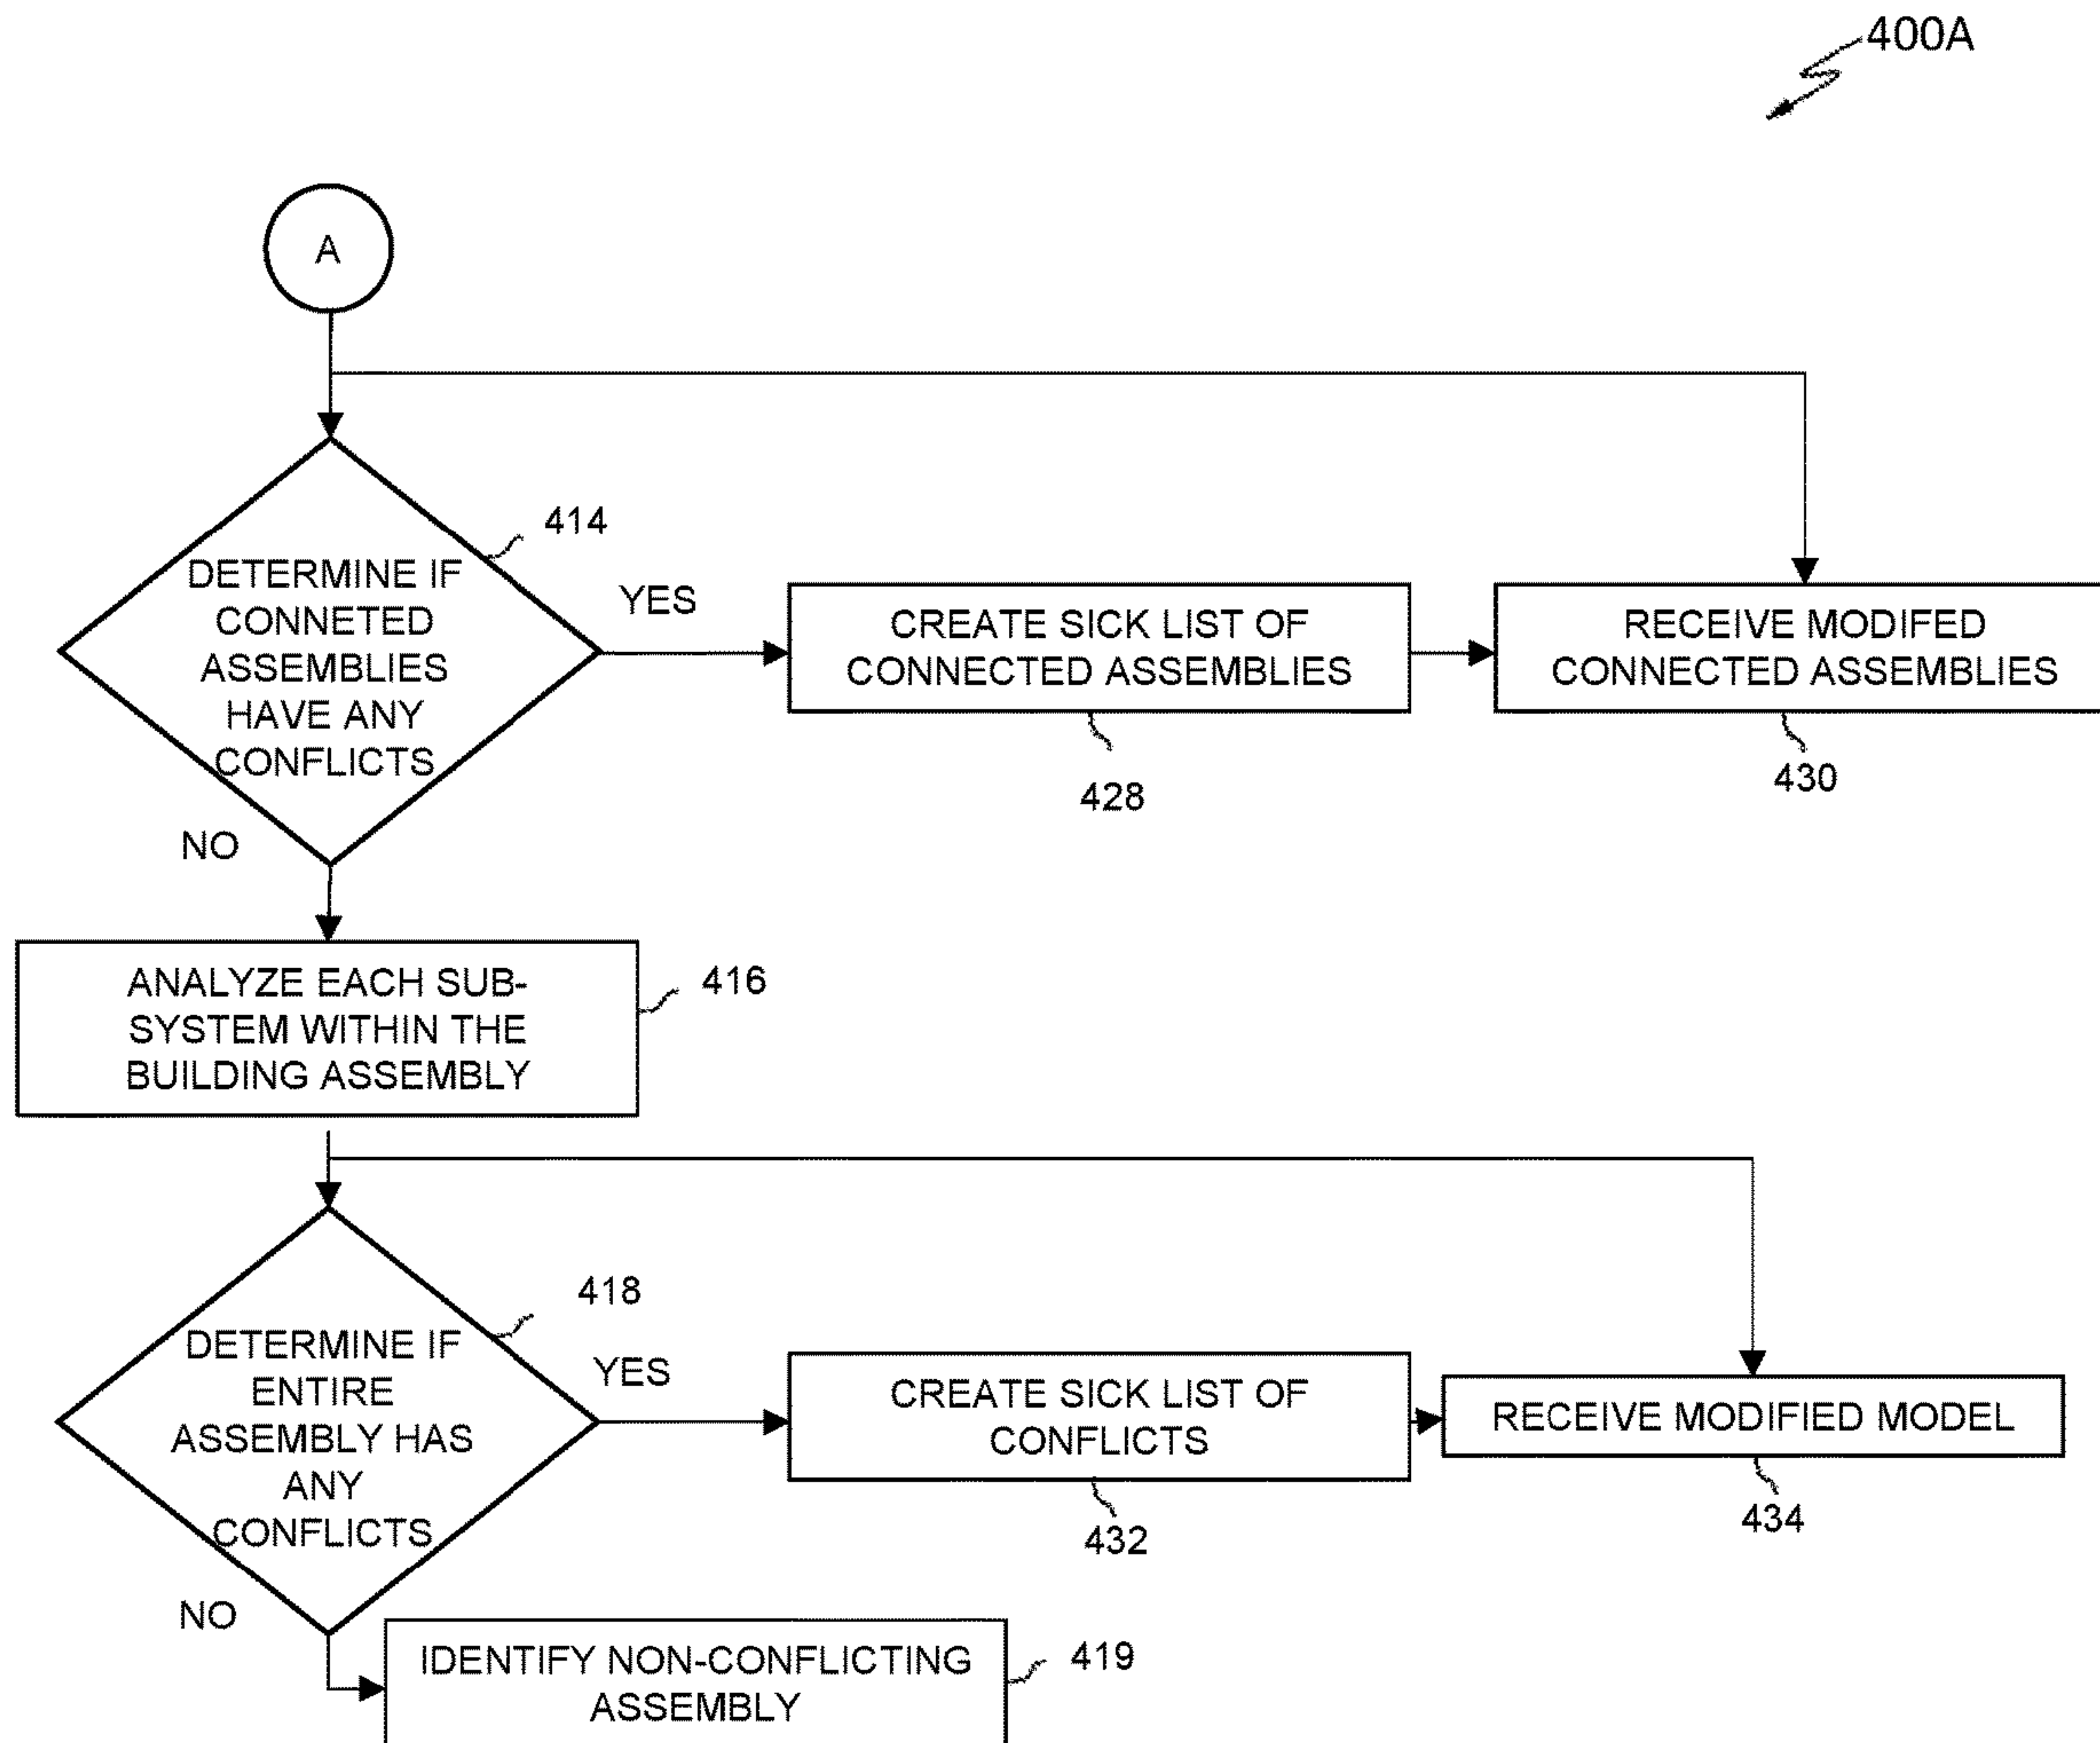 400A
A
414
DETERMINE IF
CONNETED
ASSEMBLIES
HAVE ANY
CONFLICTS
YES
CREATE SICK LIST OF
CONNECTED ASSEMBLIES
428
RECEIVE MODIFED
CONNECTED ASSEMBLIES
430
NO
ANALYZE EACH SUB-
SYSTEM WITHIN THE
BUILDING ASSEMBLY
416
418
DETERMINE IF
ENTIRE
ASSEMBLY HAS
ANY
CONFLICTS
YES
CREATE SICK LIST OF
CONFLICTS
432
RECEIVE MODIFIED MODEL
434
NO
IDENTIFY NON-CONFLICTING
ASSEMBLY
419